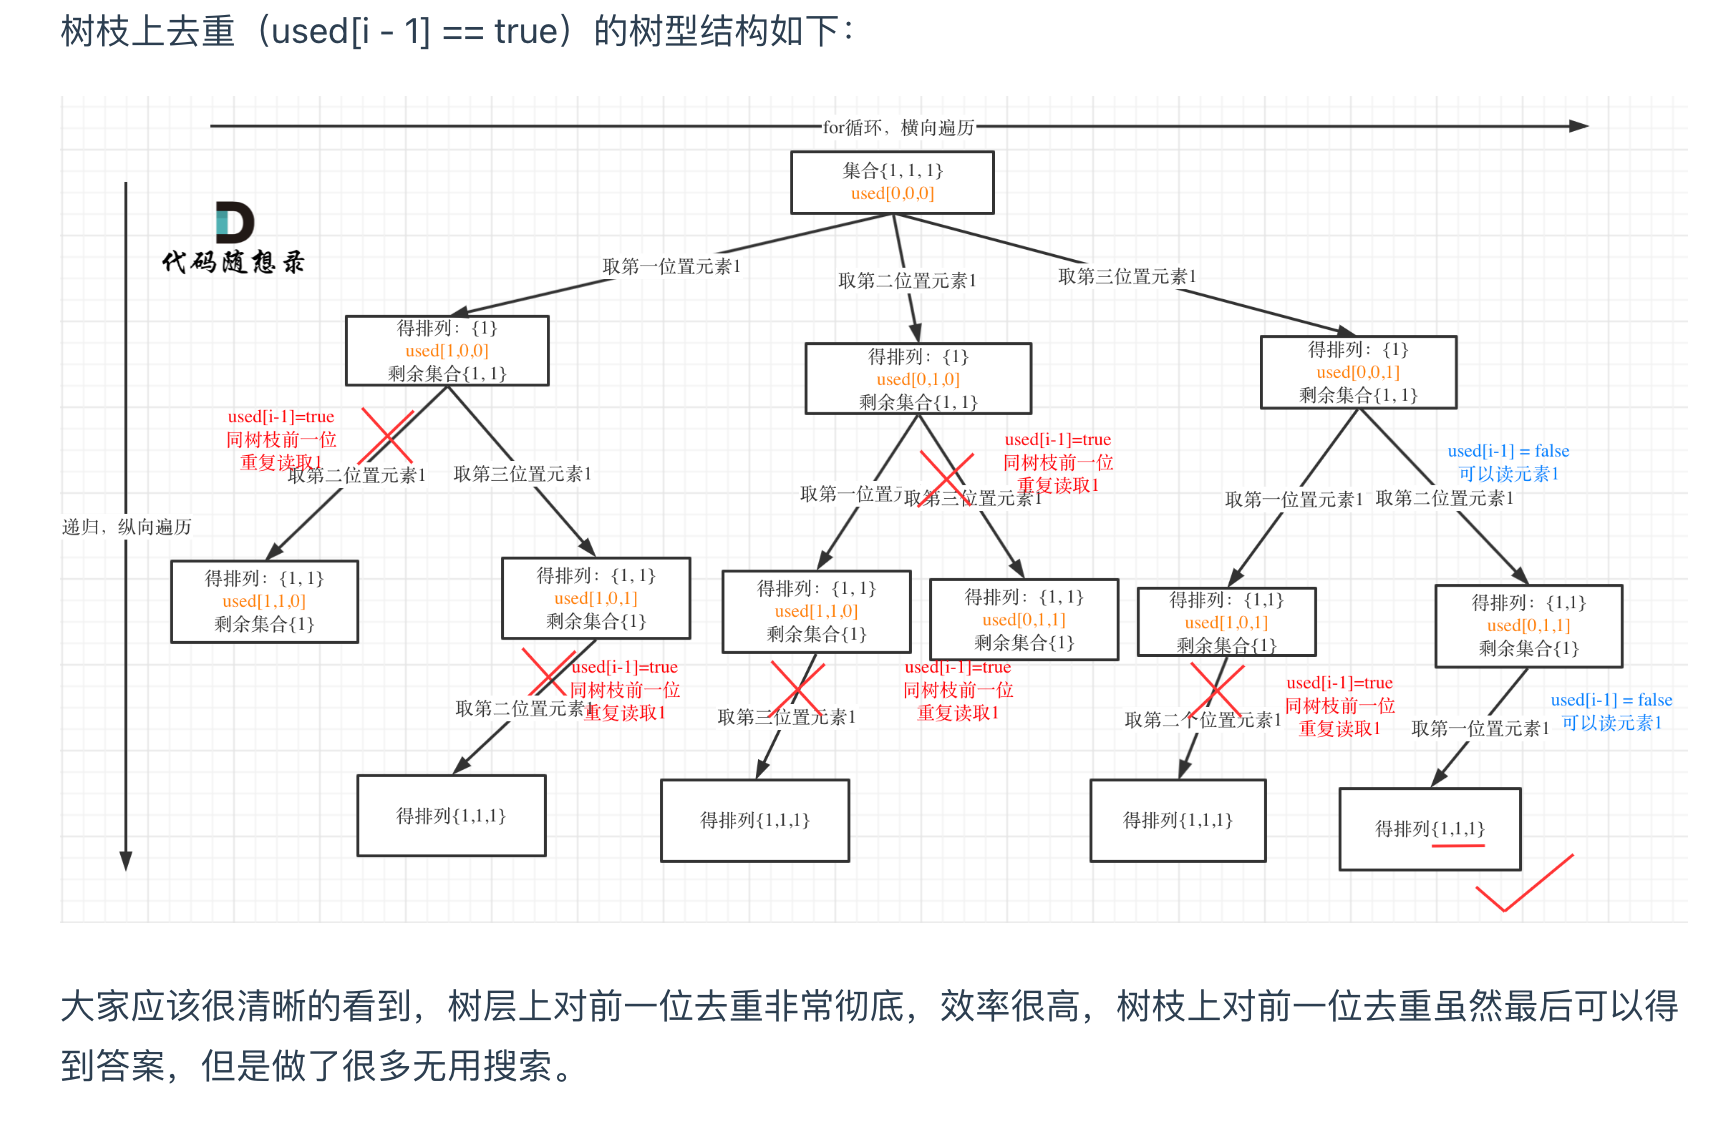 树枝上去重（used[i - 1] == true）的树型结构如下：
for循环，横向遍历
集合{1, 1, 1}
used[0,0,0]
代码随想录
取第一位置元素1
取第二位置元素1
取第三位置元素1
得排列：{1}
used[1,0,0]
剩余集合{1, 1}
得排列：{1}
used[0,1,0]
剩余集合{1, 1}
得排列：{1}
used[0,0,1]
剩余集合{1, 1}
used[i-1]=true
同树枝前一位
重复读取1
取第二位置元素1
取第三位置元素1
used[i-1]=true
同树枝前一位
重复读取1
取第一位置元
取第三位置元素1
used[i-1] = false
可以读元素1
取第一位置元素1
取第二位置元素1
递归，纵向遍历
得排列：{1, 1}
used[1,1,0]
剩余集合{1}
得排列：{1, 1}
used[1,0,1]
剩余集合{1}
得排列：{1, 1}
used[1,1,0]
剩余集合{1}
得排列：{1, 1}
used[0,1,1]
剩余集合{1}
得排列：{1,1}
used[1,0,1]
剩余集合{1}
得排列：{1,1}
used[0,1,1]
剩余集合{1}
used[i-1]=true
同树枝前一位
重复读取1
取第二位置元素1
used[i-1]=true
同树枝前一位
重复读取1
取第三位置元素1
used[i-1]=true
同树枝前一位
重复读取1
取第二个位置元素1
used[i-1] = false
可以读元素1
取第一位置元素1
得排列{1,1,1}
得排列{1,1,1}
得排列{1,1,1}
得排列{1,1,1}
大家应该很清晰的看到，树层上对前一位去重非常彻底，效率很高，树枝上对前一位去重虽然最后可以得
到答案，但是做了很多无用搜索。